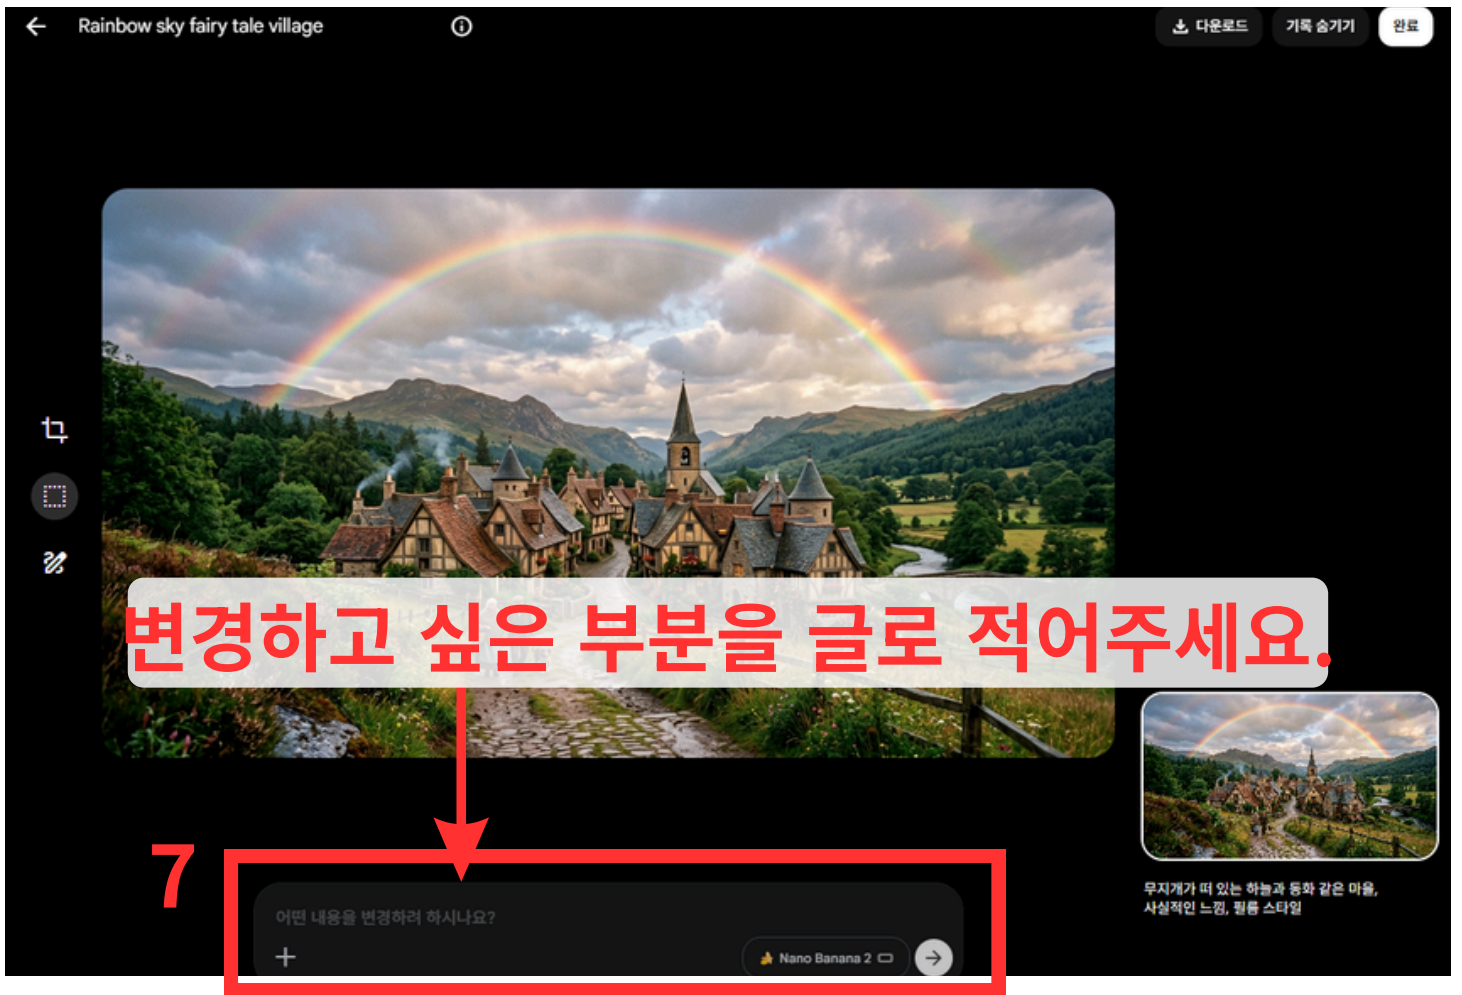 Rainbow sky fairy tale village
다운로드
기록 숨기기
완료
변경하고 싶은 부분을 글로 적어주세요.
무지개가 떠 있는 하늘과 동화 같은 마을,
사실적인 느낌, 필름 스타일
7
어떤 내용을 변경하려 하시나요?
Nano Banana 2